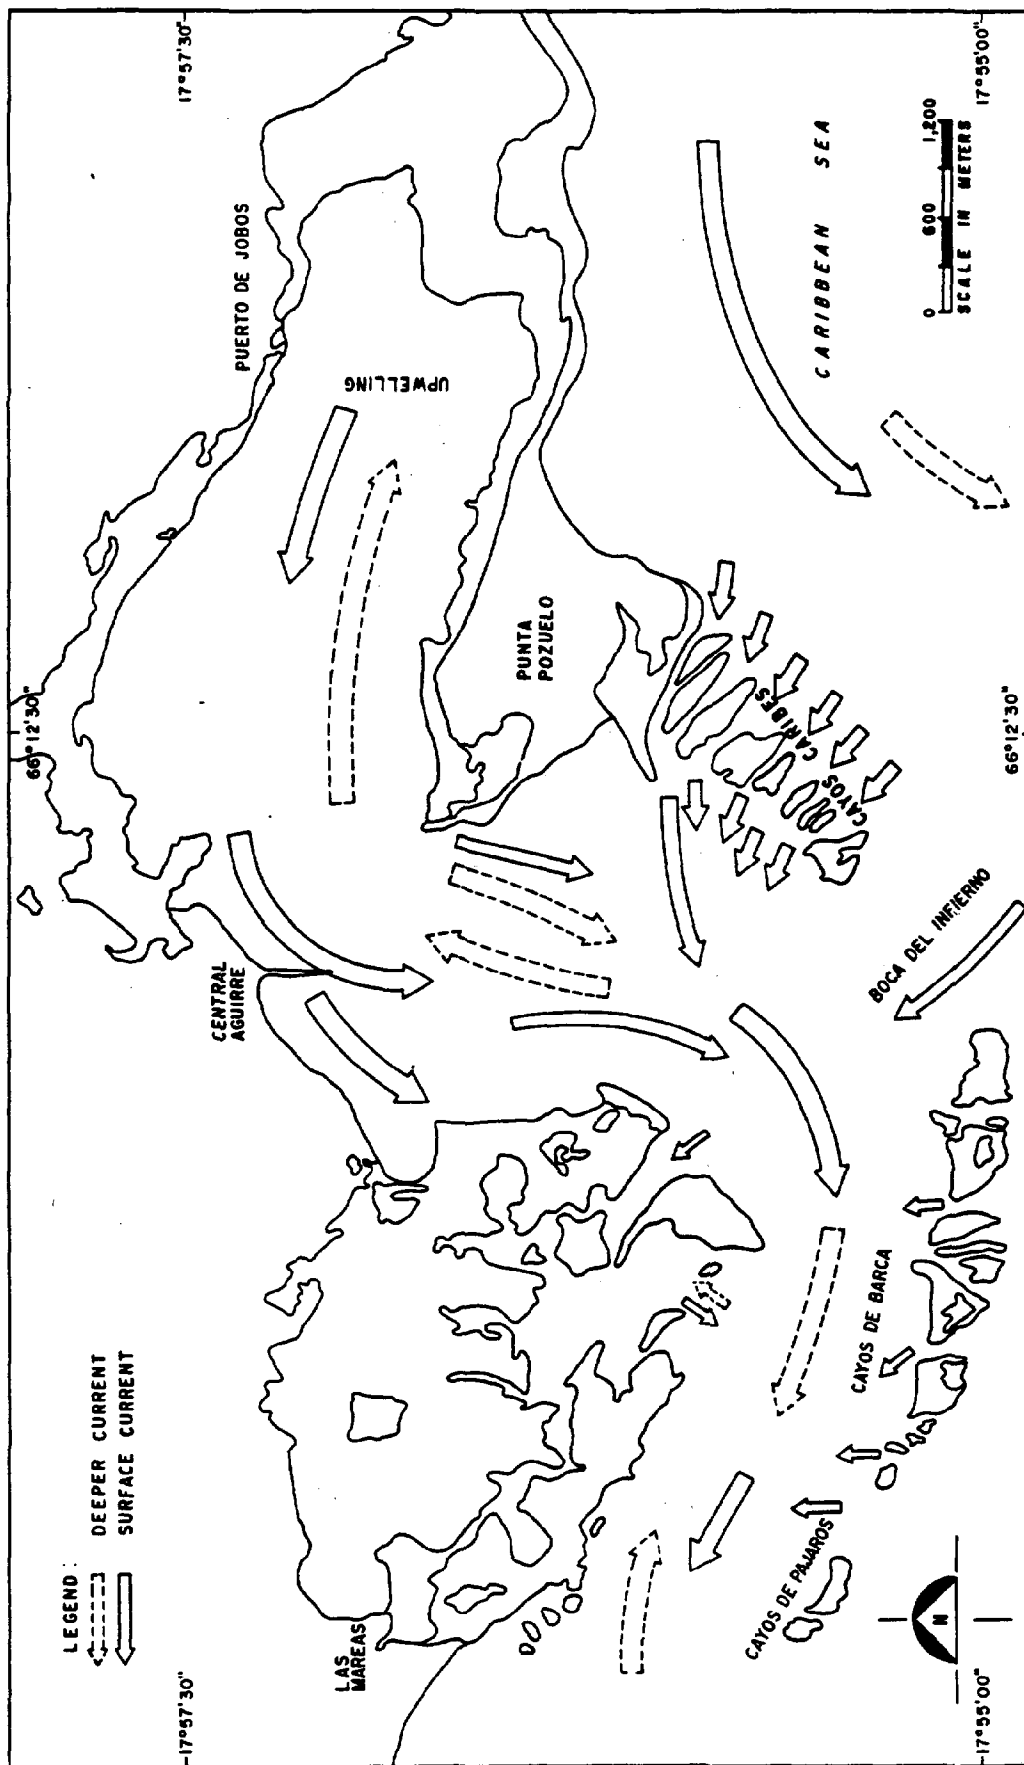 LEGEND:
DEEPER CURRENT
SURFACE CURRENT
17°57'30"
66°12'30"
17°57'30"
PUERTO DE JOBOS
CENTRAL
AGUIRRE
UPWELLING
LAS
MAREAS
PUNTA
POZUELO
CAYOS CARIBES
CARIBBEAN SEA
BOCA DEL INFIERNO
CAYOS DE BARCA
CAYOS DE PAJAROS
N
0 600 1,200
SCALE IN METERS
17°55'00"
66°12'30"
17°55'00"